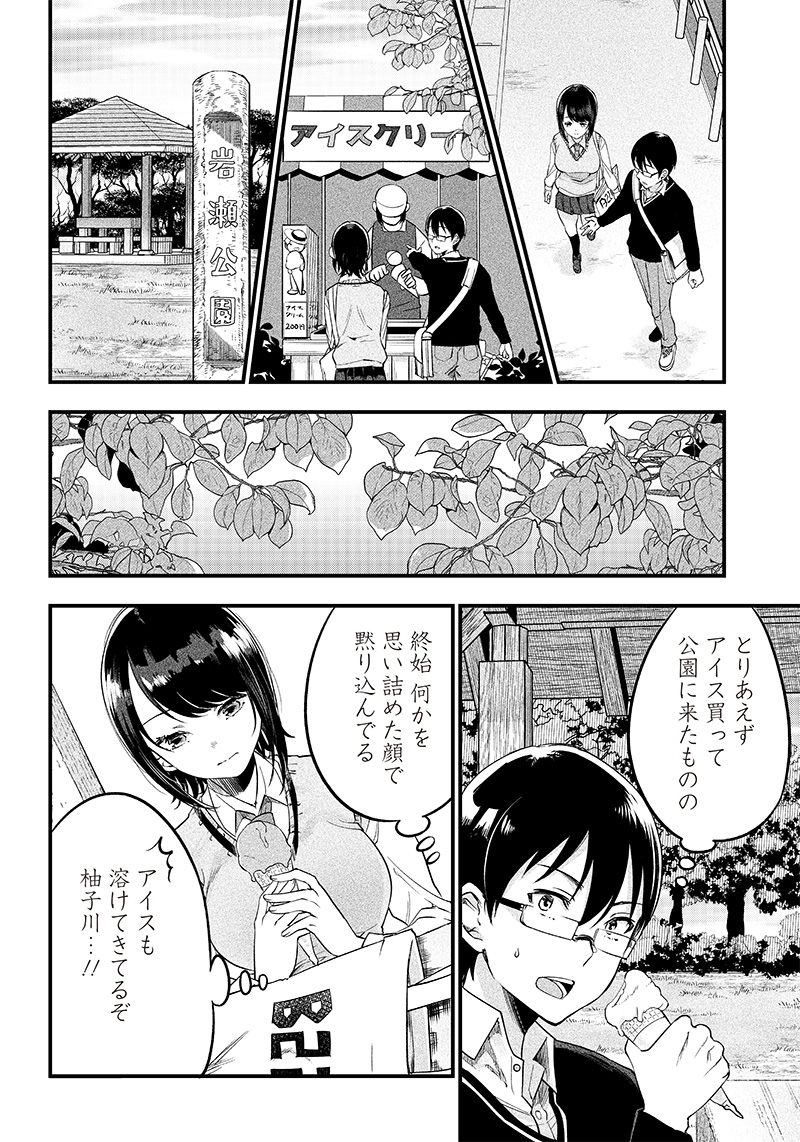 アイスクリー
アイス
クリーム
200円
岩瀬公園
とりあえず
アイス買って
公園に来たものの
終始 何かを
思い詰めた顔で
黙り込んでる
アイスも
溶けてきてるぞ
柚子川…!!